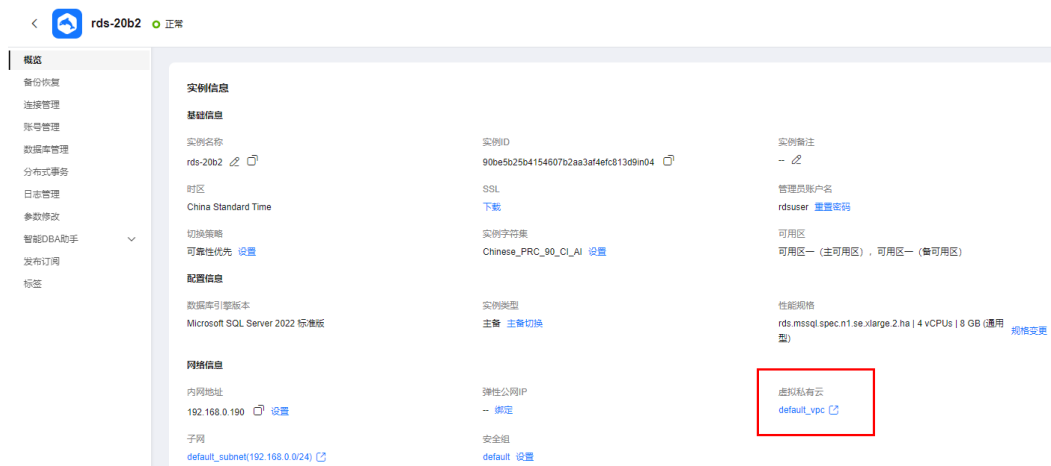 rds-20b2 正常
概览
备份恢复
连接管理
账号管理
数据库管理
分布式事务
日志管理
参数修改
智能DBA助手
发布订阅
标签
实例信息
基础信息
实例名称 实例ID 实例备注
rds-20b2 90be5b25b4154607b2aa3af4efc813d9in04 --
时区 SSL 管理员账户名
China Standard Time 下载 rdsuser 重置密码
切换策略 实例字符集 可用区
可靠性优先 设置 Chinese_PRC_90_CI_AI 设置 可用区一（主可用区），可用区一（备可用区）
配置信息
数据库引擎版本 实例类型 性能规格
Microsoft SQL Server 2022 标准版 主备 主备切换 rds.mssql.spec.n1.se.xlarge.2.ha | 4 vCPUs | 8 GB (通用
型) 规格变更
网络信息
内网地址 弹性公网IP 虚拟私有云
192.168.0.190 设置 -- 绑定 default_vpc
子网 安全组
default_subnet(192.168.0.0/24) default 设置